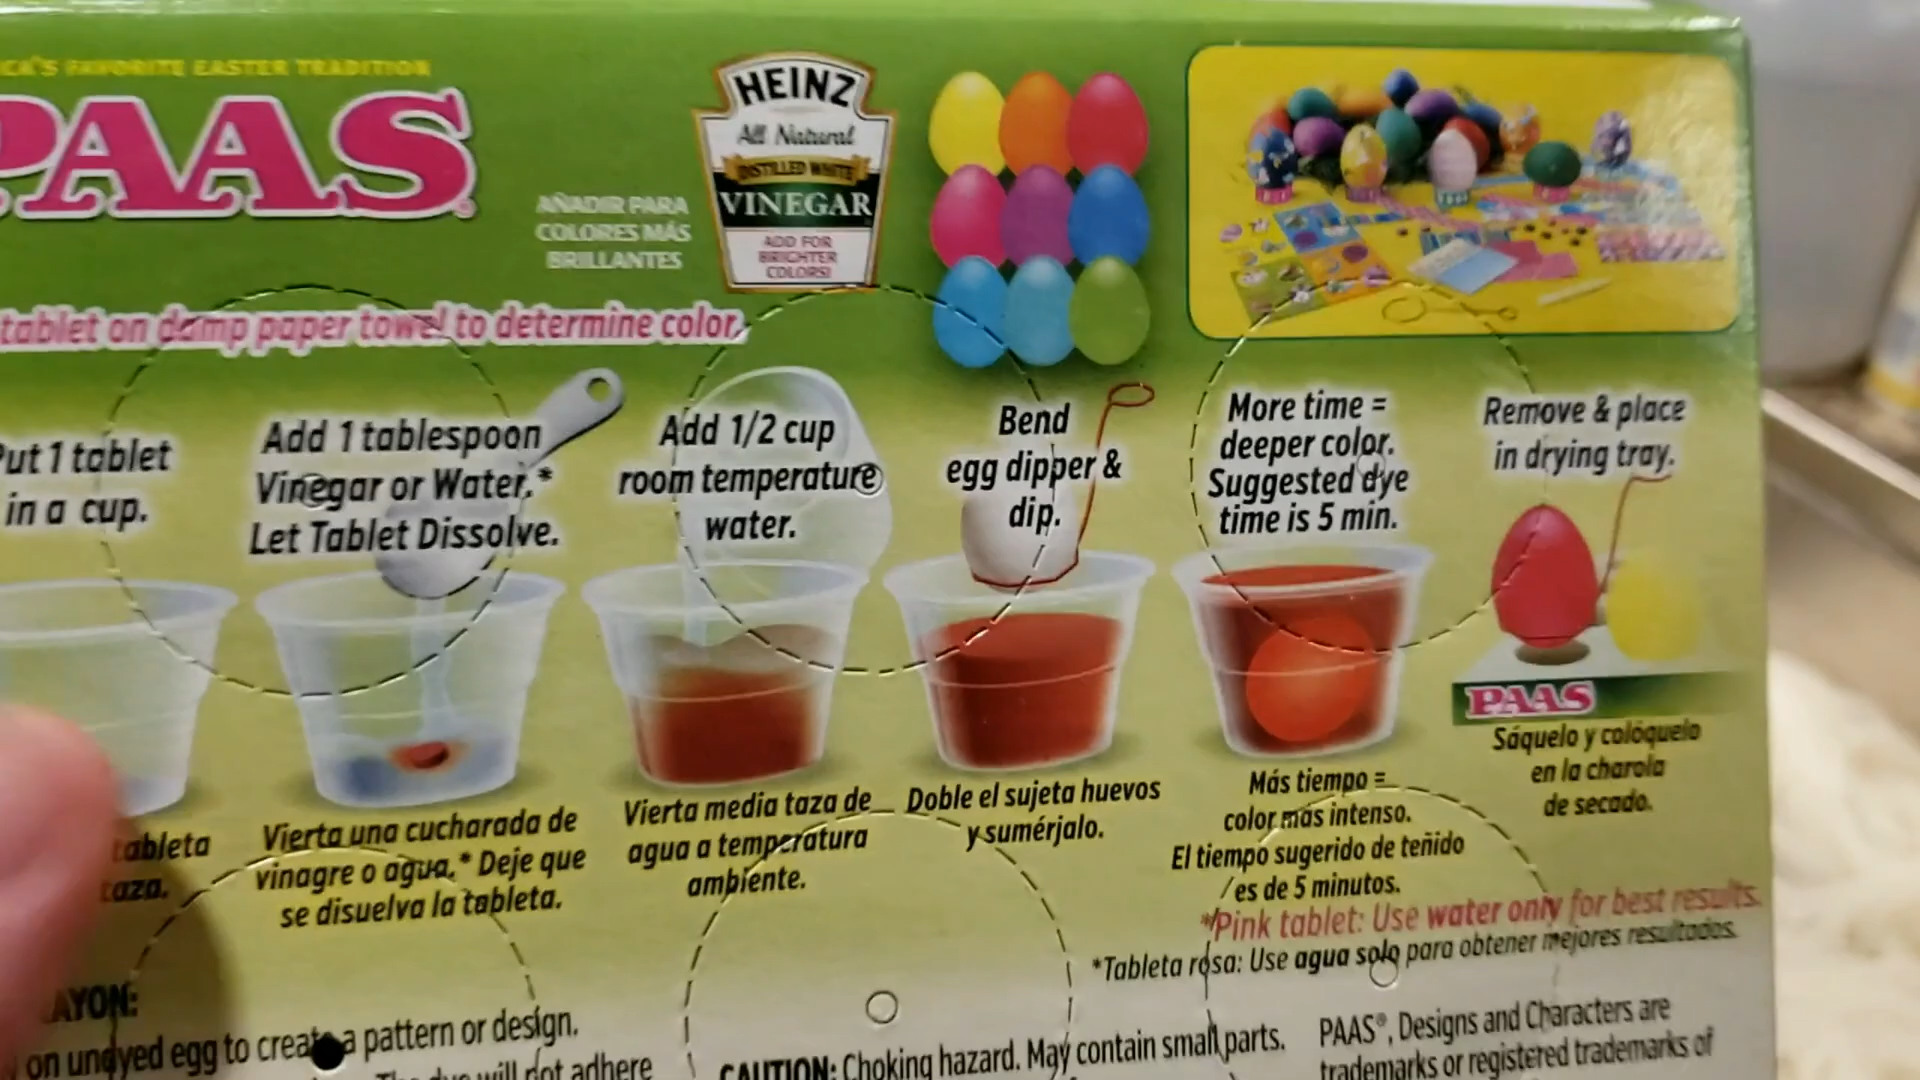 FAVORITE EASTER TRADITION
PAAS
HEINZ
All Natural
DISTILLED WHITE
VINEGAR
ADD FOR
BRIGHTER
COLORS!
AÑADIR PARA
COLORES MÁS
BRILLANTES
tablet on damp paper towel to determine color.
1 tablet
in a cup.
Add 1 tablespoon
Vinegar or Water.*
Let Tablet Dissolve.
Add 1/2 cup
room temperature
water.
Bend
egg dipper &
dip.
More time =
deeper color.
Suggested dye
time is 5 min.
Remove & place
in drying tray.
PAAS
tableta
taza.
Vierta una cucharada de
vinagre o agua.* Deje que
se disuelva la tableta.
Vierta media taza de
agua a temperatura
ambiente.
Doble el sujeta huevos
y sumérjalo.
Más tiempo =
color más intenso.
El tiempo sugerido de teñido
es de 5 minutos.
Sáquelo y colóquelo
en la charola
de secado.
*Pink tablet: Use water only for best results.
*Tableta rosa: Use agua solo para obtener mejores resultados.
on undyed egg to create a pattern or design.
will not adhere
CAUTION: Choking hazard. May contain small parts.
PAAS®, Designs and Characters are
trademarks or registered trademarks of